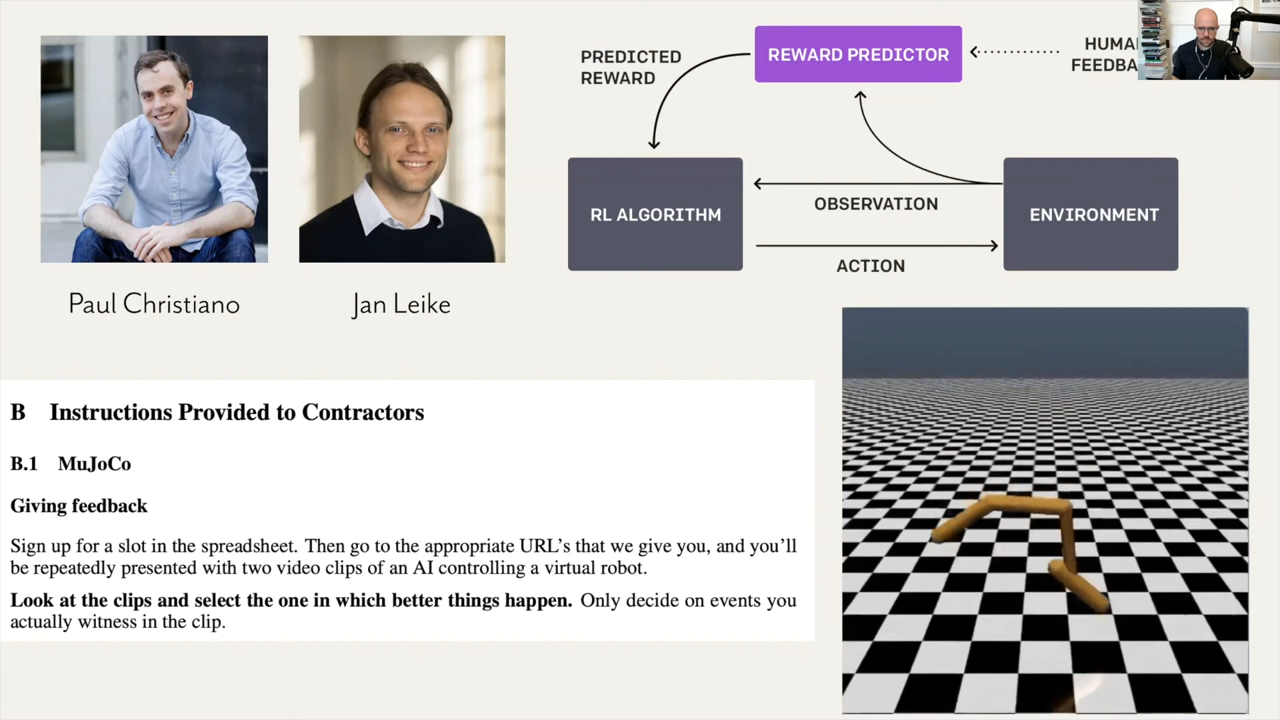 PREDICTED
REWARD
REWARD PREDICTOR
RL ALGORITHM
OBSERVATION
ACTION
ENVIRONMENT
Paul Christiano
Jan Leike
B Instructions Provided to Contractors
B.1 MuJoCo
Giving feedback
Sign up for a slot in the spreadsheet. Then go to the appropriate URL's that we give you, and you'll
be repeatedly presented with two video clips of an AI controlling a virtual robot.
Look at the clips and select the one in which better things happen. Only decide on events you
actually witness in the clip.